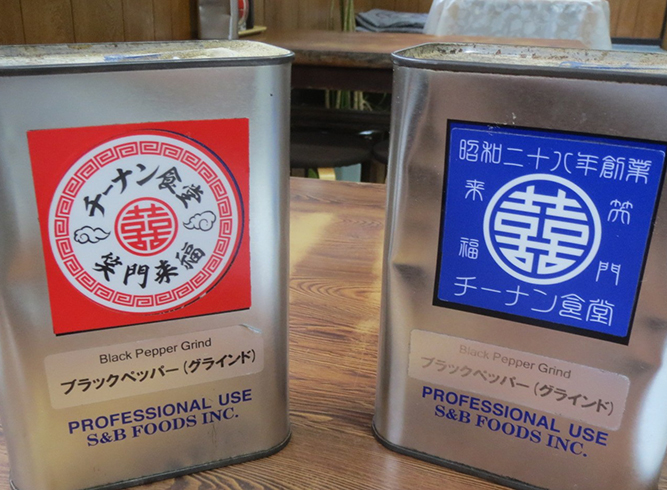 チーナン食堂
囍
笑門来福
Black Pepper Grind
ブラックペッパー(グラインド)
PROFESSIONAL USE
S&B FOODS INC.
昭和二十八年創業
来福
囍
笑門
チーナン食堂
Black Pepper Grind
ブラックペッパー(グラインド)
PROFESSIONAL USE
S&B FOODS INC.